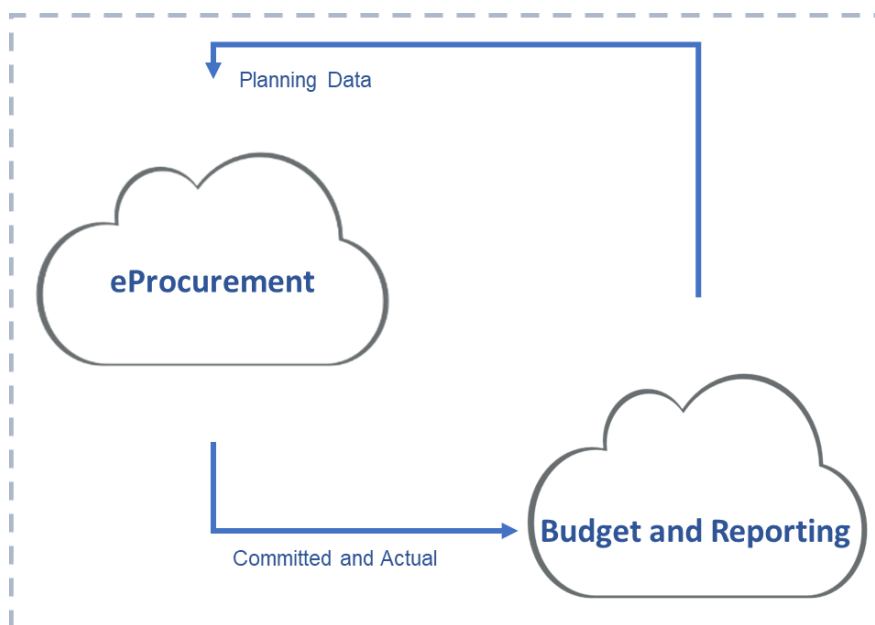 Planning Data
eProcurement
Budget and Reporting
Committed and Actual